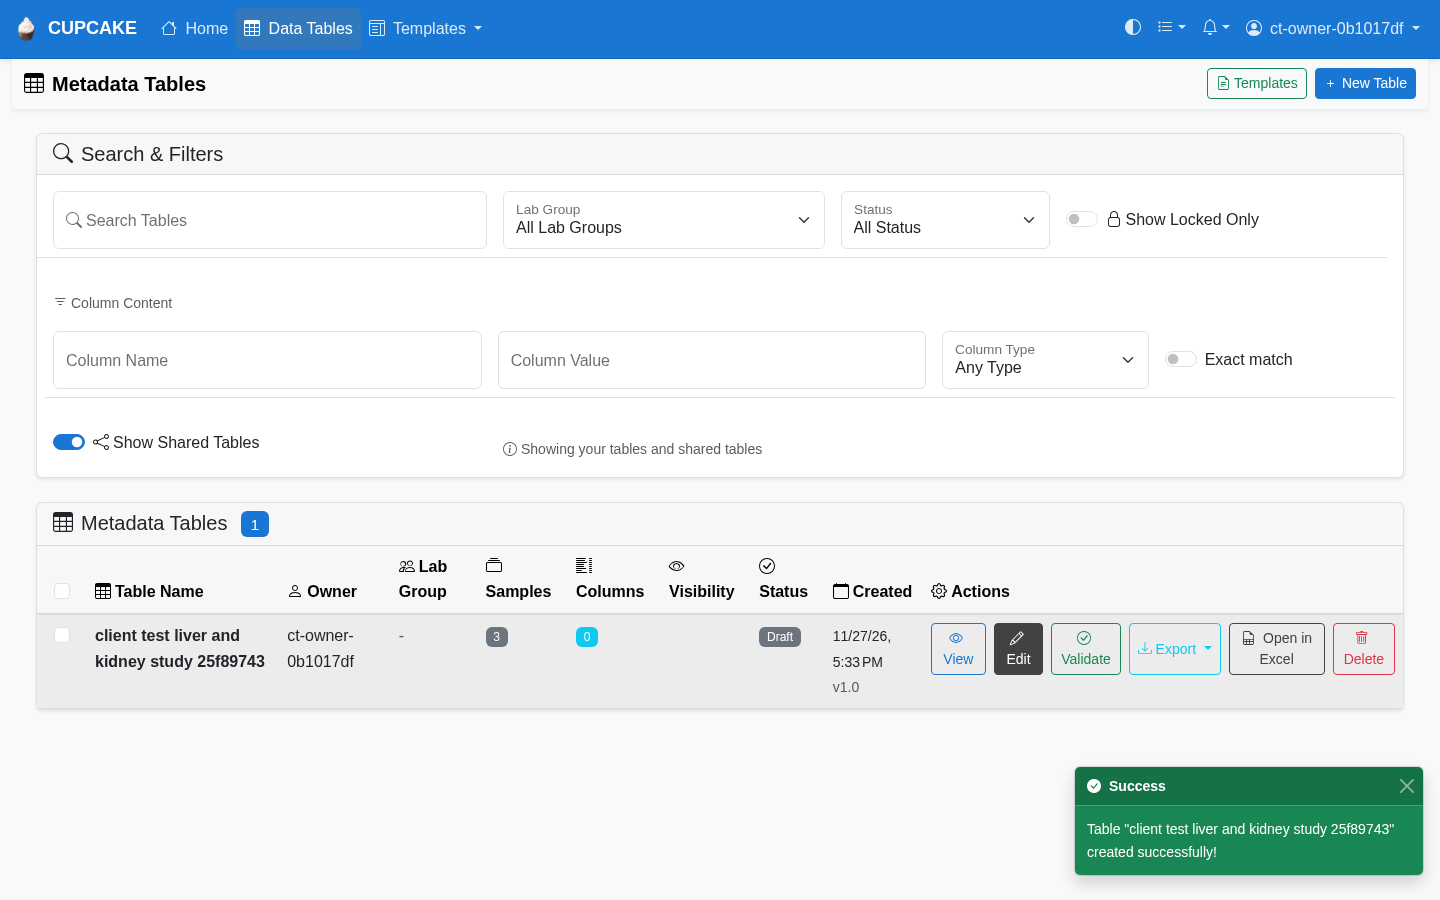 CUPCAKE Home Data Tables Templates ct-owner-0b1017df
Metadata Tables Templates + New Table
Search & Filters
Search Tables
Lab Group
All Lab Groups
Status
All Status
Show Locked Only
Column Content
Column Name
Column Value
Column Type
Any Type
Exact match
Show Shared Tables
Showing your tables and shared tables
Metadata Tables 1
Table Name
Owner
Lab
Group
Samples
Columns
Visibility
Status
Created
Actions
client test liver and
kidney study 25f89743
ct-owner-
0b1017df
-
3
0
Draft
11/27/26,
5:33 PM
v1.0
View
Edit
Validate
Export
Open in
Excel
Delete
Success
Table "client test liver and kidney study 25f89743"
created successfully!